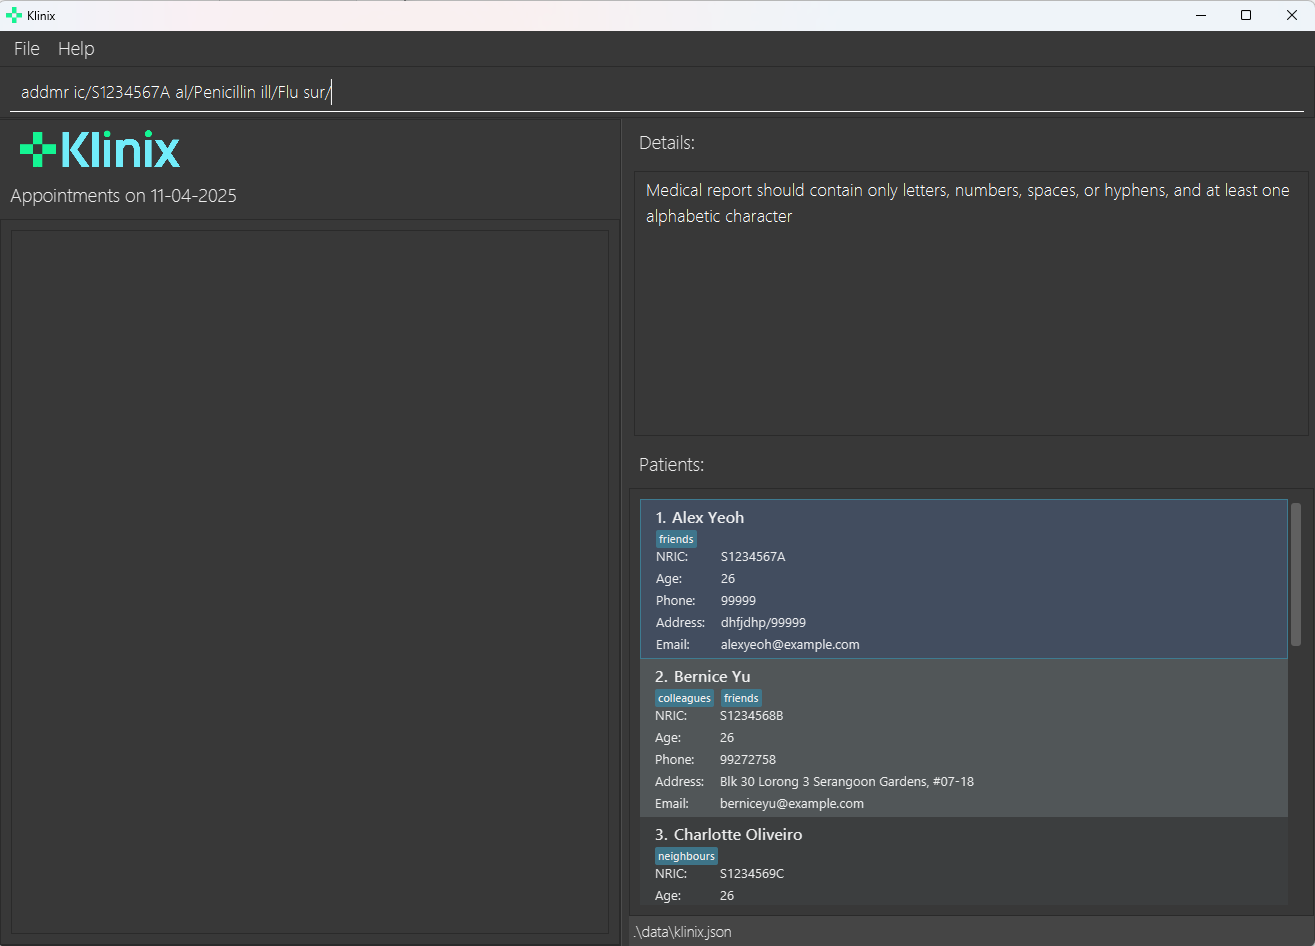 Klinix
File Help
addmr ic/S1234567A al/Penicillin ill/Flu sur/
Klinix
Appointments on 11-04-2025
Details:
Medical report should contain only letters, numbers, spaces, or hyphens, and at least one
alphabetic character
Patients:
1. Alex Yeoh
friends
NRIC: S1234567A
Age: 26
Phone: 99999
Address: dhfjdhp/99999
Email: alexyeoh@example.com
2. Bernice Yu
colleagues friends
NRIC: S1234568B
Age: 26
Phone: 99272758
Address: Blk 30 Lorong 3 Serangoon Gardens, #07-18
Email: berniceyu@example.com
3. Charlotte Oliveiro
neighbours
NRIC: S1234569C
Age: 26
.\data\klinix.json